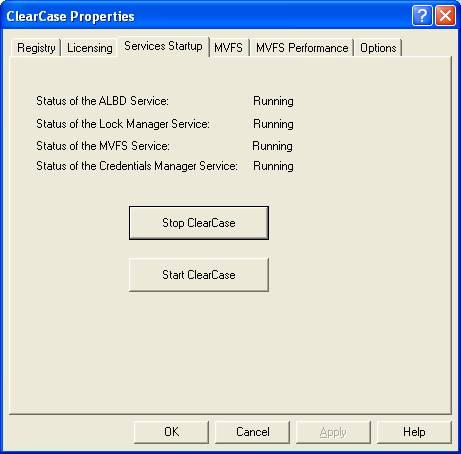 ClearCase Properties
Registry Licensing Services Startup MVFS MVFS Performance Options
Status of the ALBD Service: Running
Status of the Lock Manager Service: Running
Status of the MVFS Service: Running
Status of the Credentials Manager Service: Running
Stop ClearCase
Start ClearCase
OK Cancel Apply Help